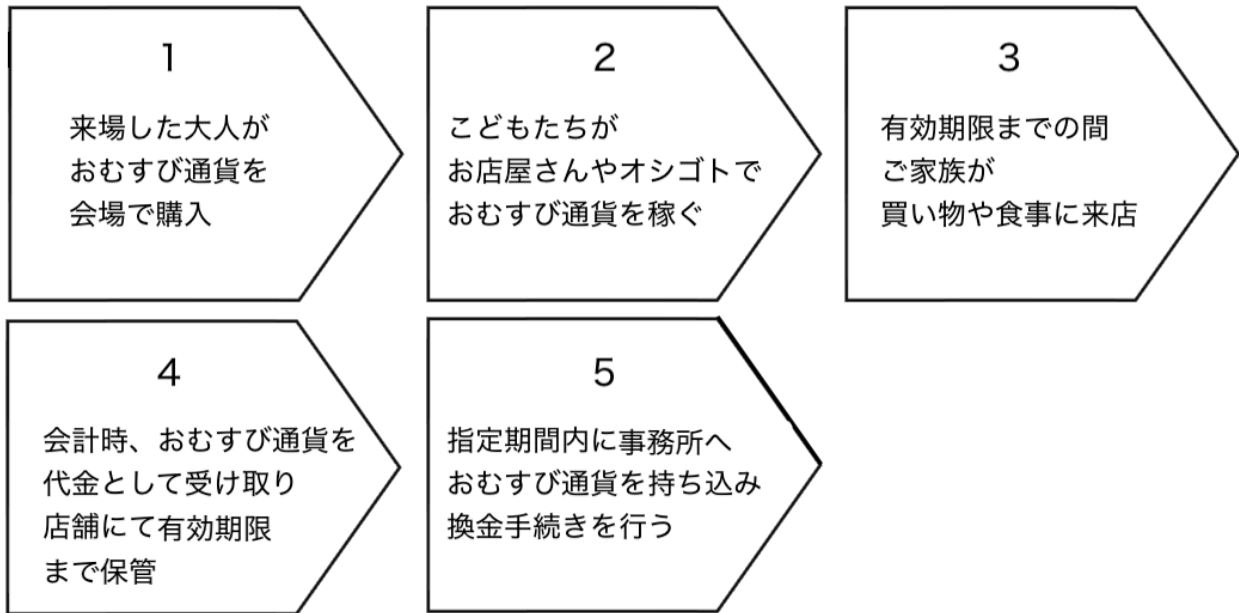 1
来場した大人が
おむすび通貨を
会場で購入
2
こどもたちが
お店屋さんやオシゴトで
おむすび通貨を稼ぐ
3
有効期限までの間
ご家族が
買い物や食事に来店
4
会計時、おむすび通貨を
代金として受け取り
店舗にて有効期限
まで保管
5
指定期間内に事務所へ
おむすび通貨を持ち込み
換金手続きを行う